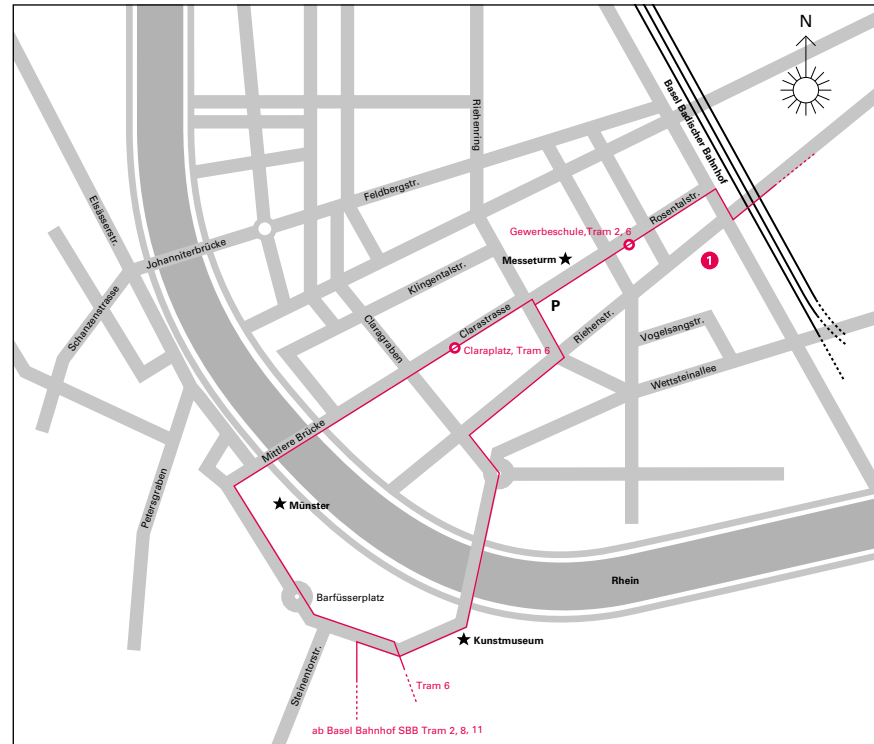 N
Basel Badischer Bahnhof
Riehenring
Elsässerstr.
Feldbergstr.
Rosentalstr.
Gewerbeschule,Tram 2, 6
Johanniterbrücke
Messeturm
1
Klingentalstr.
Schanzenstrasse
P
Claragraben
Clarastrasse
Riehenstr.
Vogelsangstr.
Claraplatz, Tram 6
Wettsteinallee
Mittlere Brücke
Petersgraben
Münster
Rhein
Barfüsserplatz
Kunstmuseum
Steinentorstr.
Tram 6
ab Basel Bahnhof SBB Tram 2, 8, 11